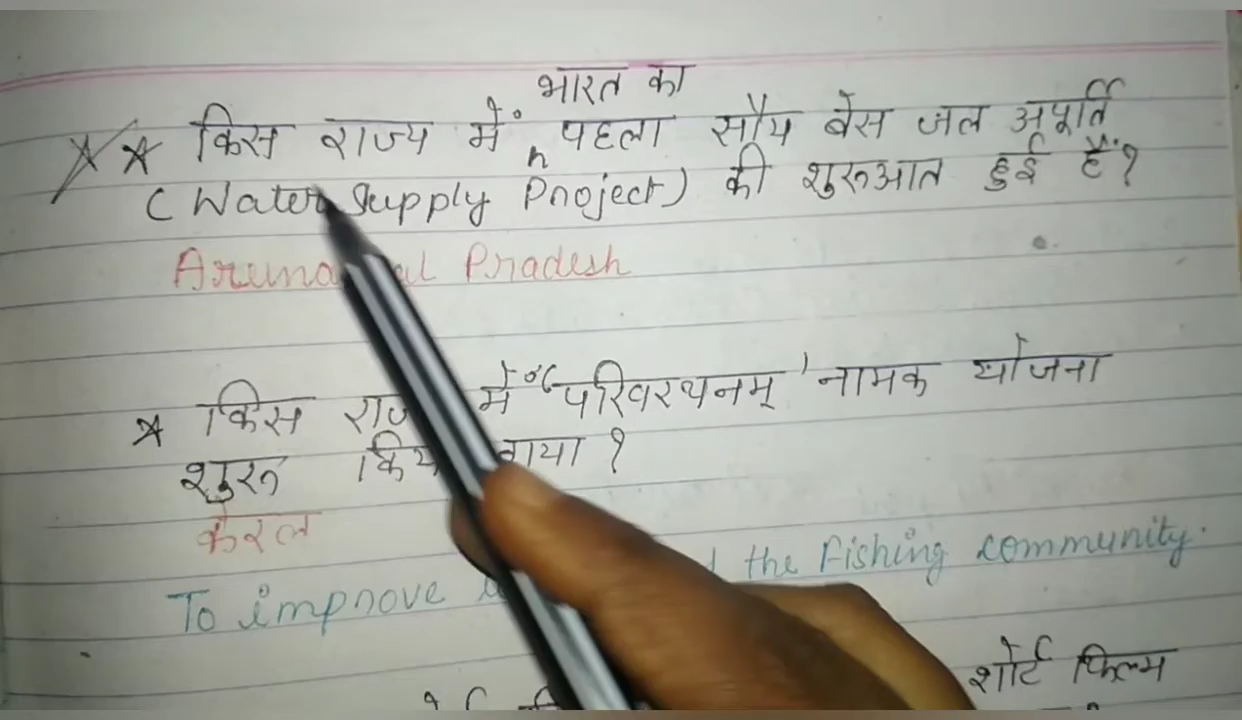 भारत का
किस राज्य में पहला सौय बेस जल अपूर्ति
(Water Supply Project) की शुरूआत हुई हैं?
Pradesh
किस में "परिवरथनम्' नामक योजना
शुरू गया ?
केरल
To improve the Fishing community.
शोर्ट फिल्म